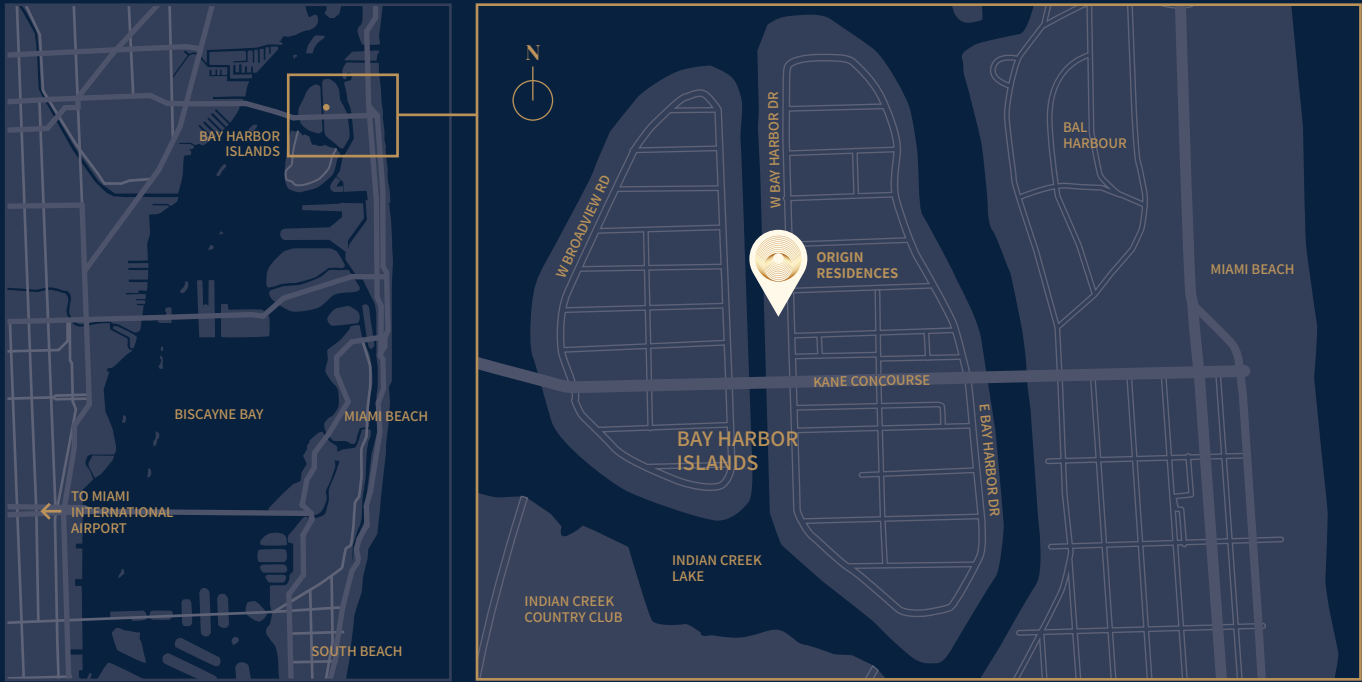 BAY HARBOR
ISLANDS
BISCAYNE BAY
MIAMI BEACH
TO MIAMI
INTERNATIONAL
AIRPORT
SOUTH BEACH
N
W BROADVIEW RD
W BAY HARBOR DR
ORIGIN
RESIDENCES
BAL
HARBOUR
MIAMI BEACH
KANE CONCOURSE
BAY HARBOR
ISLANDS
E BAY HARBOR DR
INDIAN CREEK
LAKE
INDIAN CREEK
COUNTRY CLUB